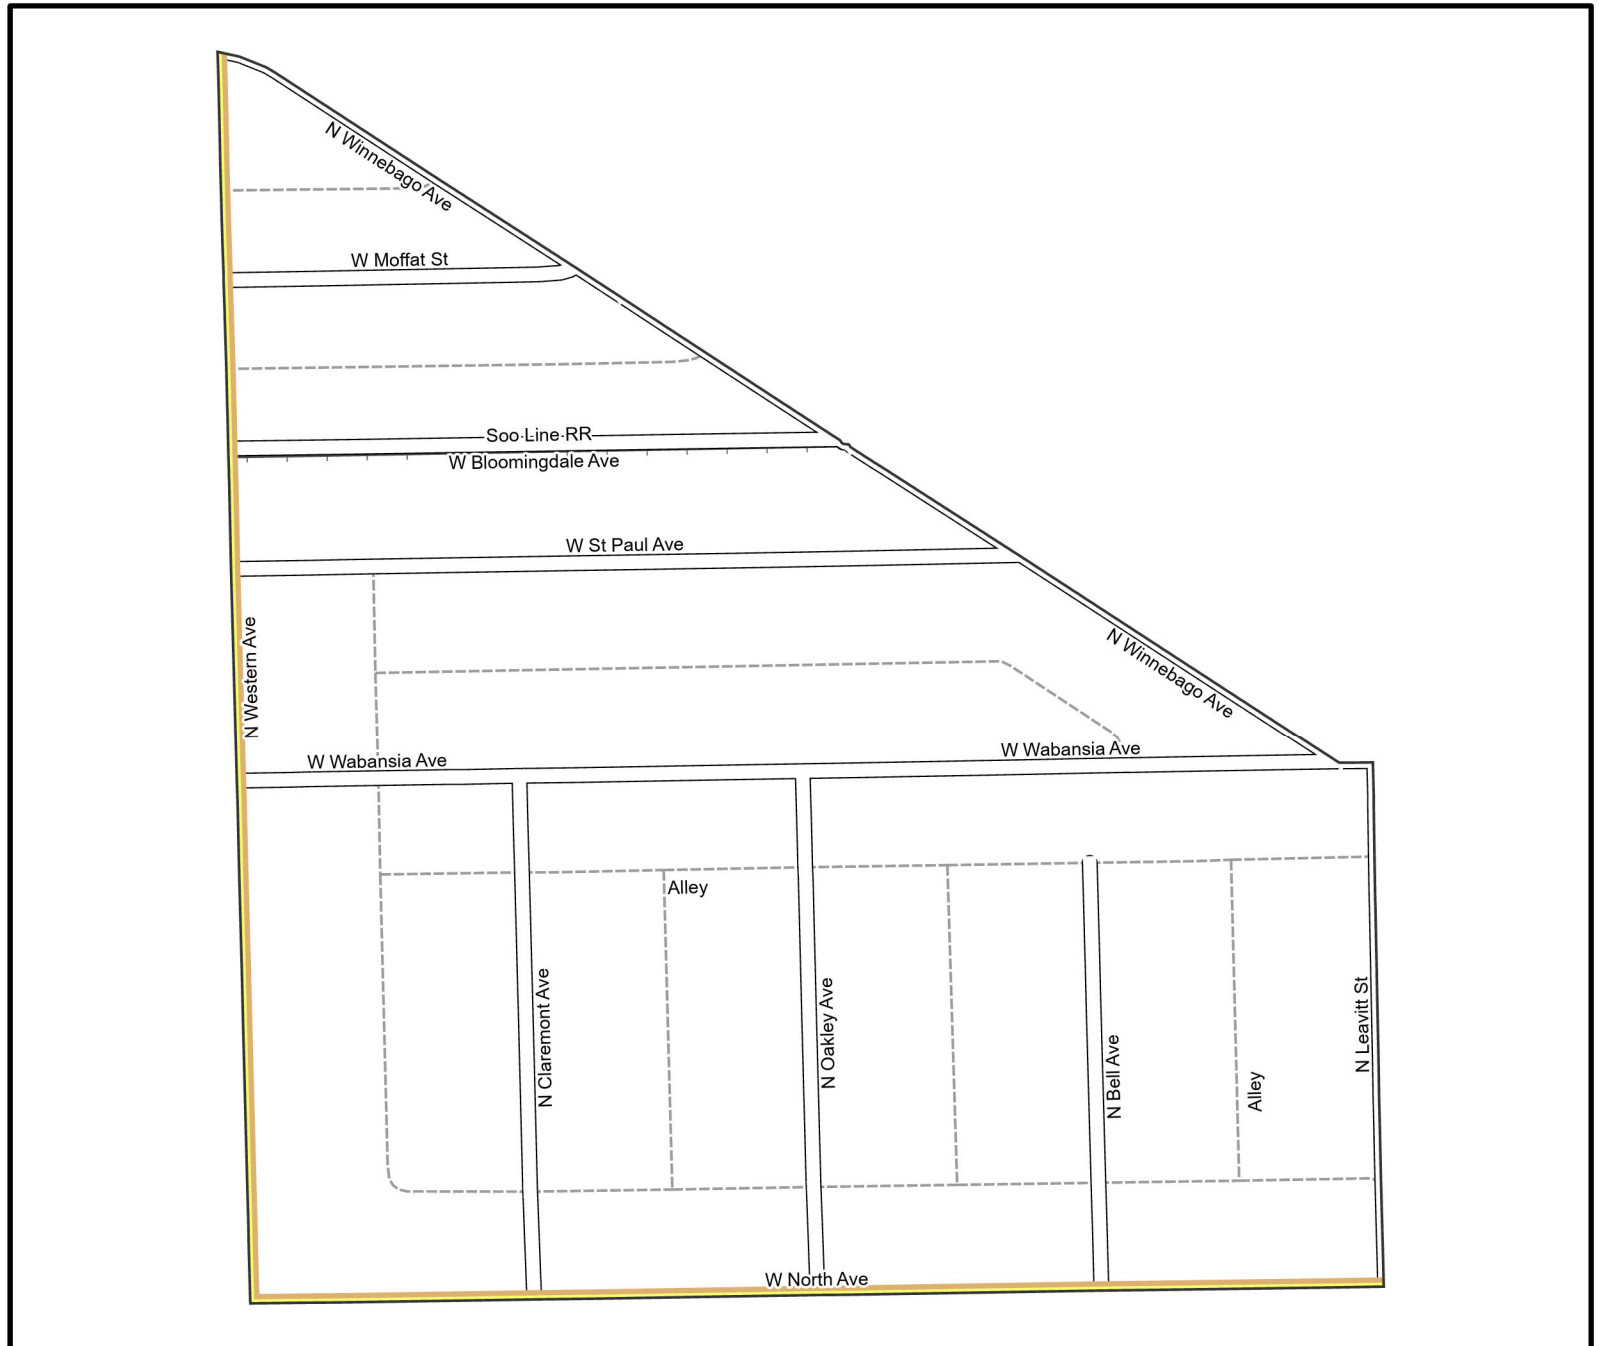 N Winnebago Ave
W Moffat St
Soo Line RR
W Bloomingdale Ave
W St Paul Ave
N Western Ave
N Winnebago Ave
W Wabansia Ave
W Wabansia Ave
Alley
N Claremont Ave
N Oakley Ave
N Bell Ave
Alley
N Leavitt St
W North Ave